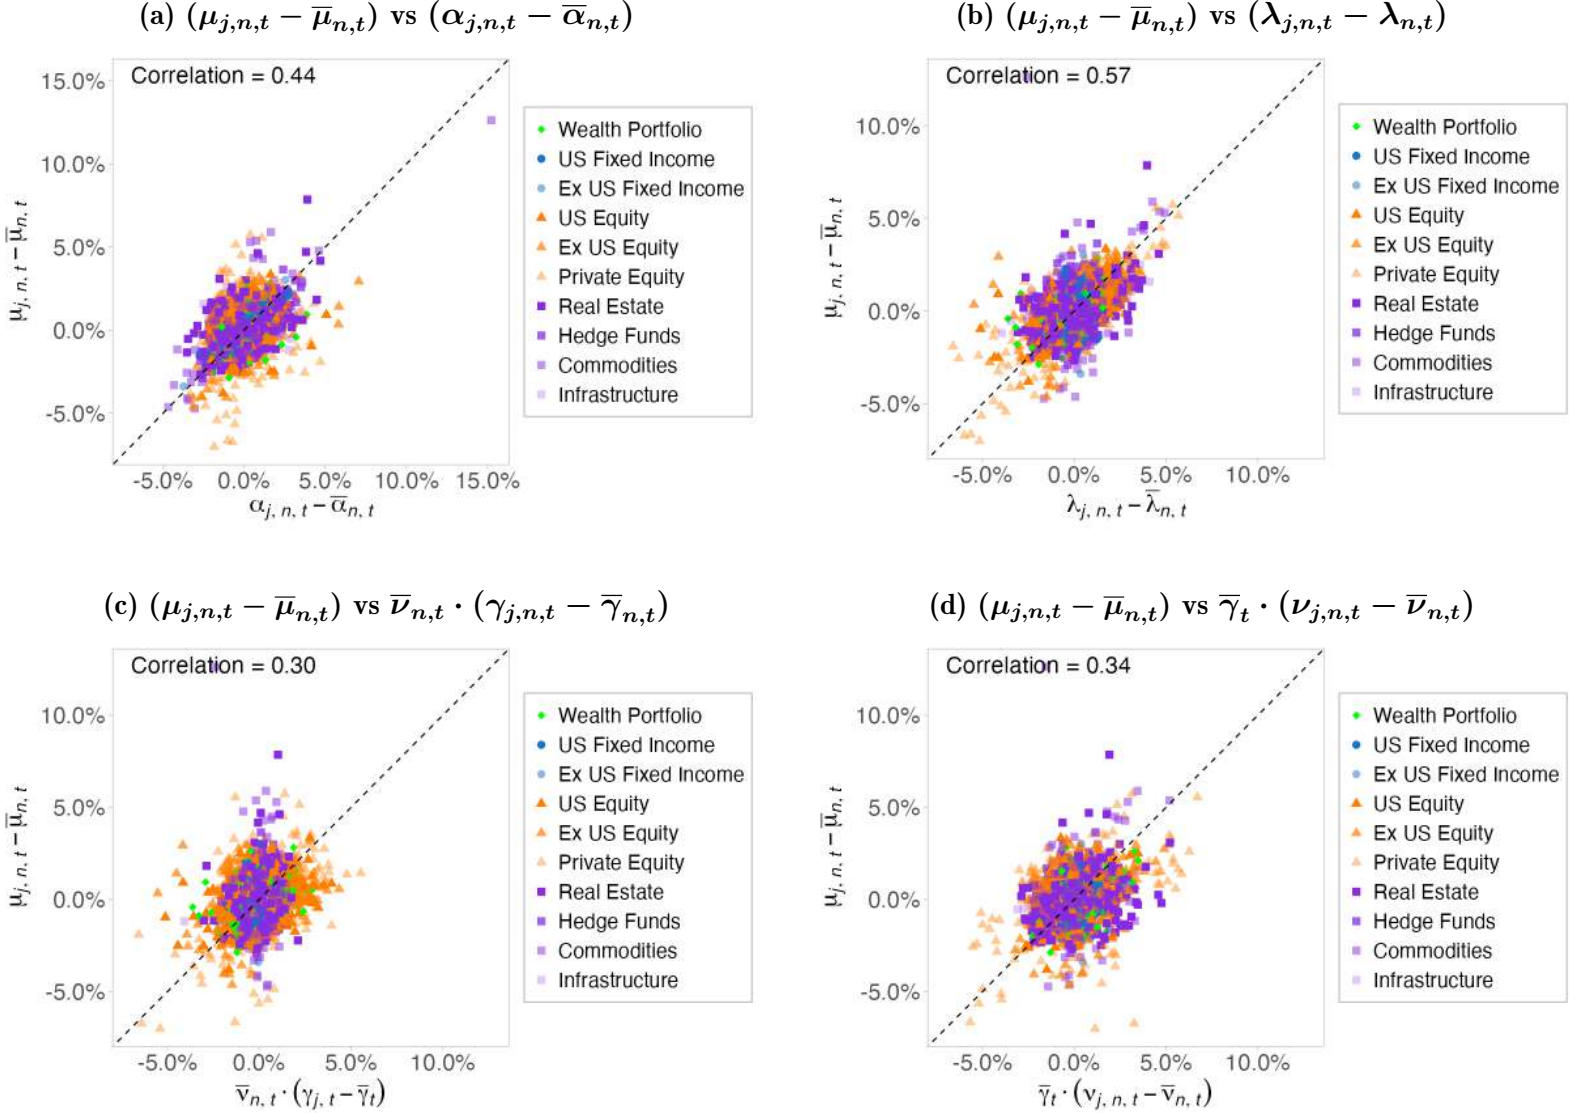 (a) (μj,n,t − μ̅n,t) vs (αj,n,t − α̅n,t)
Correlation = 0.44
15.0%
10.0%
5.0%
0.0%
-5.0%
μj, n, t − μ̅n, t
-5.0% 0.0% 5.0% 10.0% 15.0%
αj, n, t − α̅n, t
Wealth Portfolio
US Fixed Income
Ex US Fixed Income
US Equity
Ex US Equity
Private Equity
Real Estate
Hedge Funds
Commodities
Infrastructure
(b) (μj,n,t − μ̅n,t) vs (λj,n,t − λn,t)
Correlation = 0.57
10.0%
5.0%
0.0%
-5.0%
μj, n, t − μ̅n, t
-5.0% 0.0% 5.0% 10.0%
λj, n, t − λ̅n, t
Wealth Portfolio
US Fixed Income
Ex US Fixed Income
US Equity
Ex US Equity
Private Equity
Real Estate
Hedge Funds
Commodities
Infrastructure
(c) (μj,n,t − μ̅n,t) vs ν̅n,t · (γj,n,t − γ̅n,t)
Correlation = 0.30
10.0%
5.0%
0.0%
-5.0%
μj, n, t − μ̅n, t
-5.0% 0.0% 5.0% 10.0%
ν̅n, t · (γj, t − γ̅t)
Wealth Portfolio
US Fixed Income
Ex US Fixed Income
US Equity
Ex US Equity
Private Equity
Real Estate
Hedge Funds
Commodities
Infrastructure
(d) (μj,n,t − μ̅n,t) vs γ̅t · (νj,n,t − ν̅n,t)
Correlation = 0.34
10.0%
5.0%
0.0%
-5.0%
μj, n, t − μ̅n, t
-5.0% 0.0% 5.0% 10.0%
γ̅t · (νj, n, t − ν̅n, t)
Wealth Portfolio
US Fixed Income
Ex US Fixed Income
US Equity
Ex US Equity
Private Equity
Real Estate
Hedge Funds
Commodities
Infrastructure